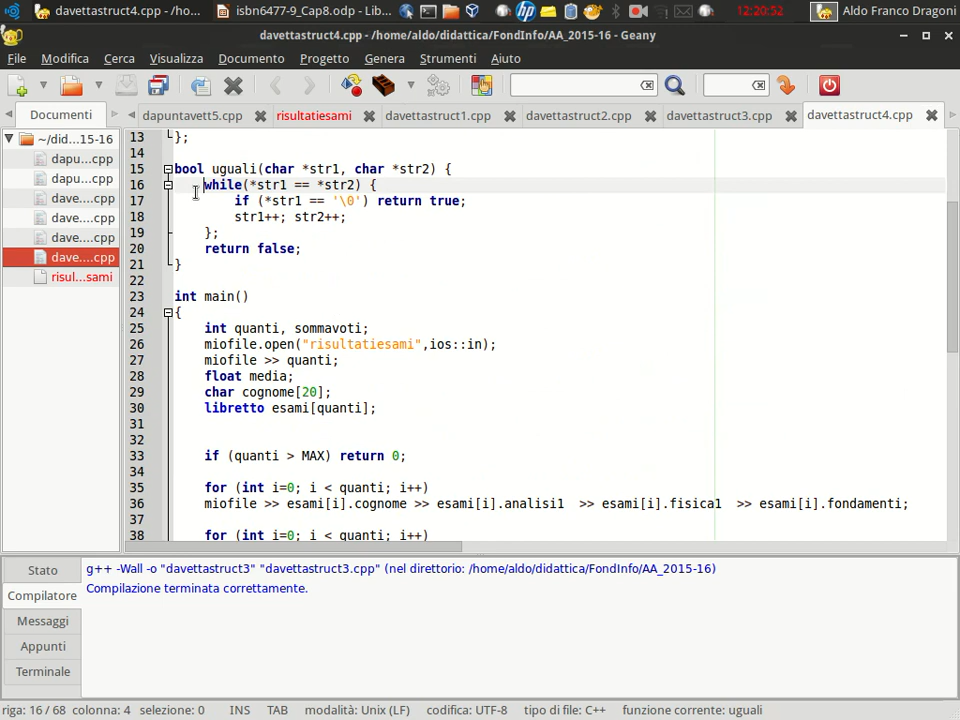 davettastruct4.cpp - /ho... isbn6477-9_Cap8.odp - Lib... 12:20:52 Aldo Franco Dragoni
davettastruct4.cpp - /home/aldo/didattica/FondInfo/AA_2015-16 - Geany
File Modifica Cerca Visualizza Documento Progetto Genera Strumenti Aiuto
Documenti dapuntavett5.cpp risultatiesami davettastruct1.cpp davettastruct2.cpp davettastruct3.cpp davettastruct4.cpp
~/did...15-16
dapu....cpp
dapu....cpp
dave....cpp
dave....cpp
dave....cpp
dave....cpp
risul...sami
13 };
14
15 bool uguali(char *str1, char *str2) {
16 while(*str1 == *str2) {
17 if (*str1 == '\0') return true;
18 str1++; str2++;
19 };
20 return false;
21 }
22
23 int main()
24 {
25 int quanti, sommavoti;
26 miofile.open("risultatiesami",ios::in);
27 miofile >> quanti;
28 float media;
29 char cognome[20];
30 libretto esami[quanti];
31
32
33 if (quanti > MAX) return 0;
34
35 for (int i=0; i < quanti; i++)
36 miofile >> esami[i].cognome >> esami[i].analisi1 >> esami[i].fisica1 >> esami[i].fondamenti;
37
38 for (int i=0; i < quanti; i++)
Stato
Compilatore
Messaggi
Appunti
Terminale
g++ -Wall -o "davettastruct3" "davettastruct3.cpp" (nel direttorio: /home/aldo/didattica/FondInfo/AA_2015-16)
Compilazione terminata correttamente.
riga: 16 / 68 colonna: 4 selezione: 0 INS TAB modalità: Unix (LF) codifica: UTF-8 tipo di file: C++ funzione corrente: uguali